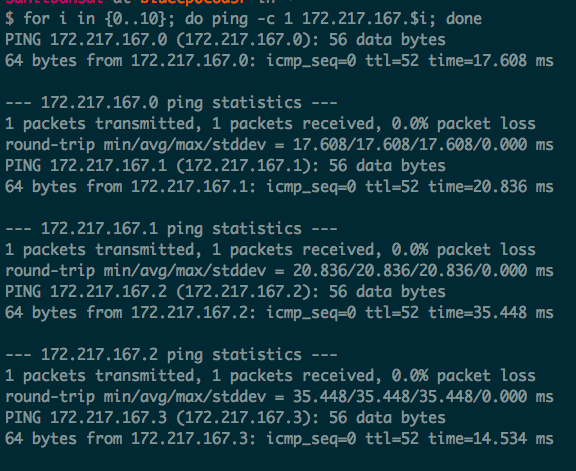 $ for i in {0..10}; do ping -c 1 172.217.167.$i; done
PING 172.217.167.0 (172.217.167.0): 56 data bytes
64 bytes from 172.217.167.0: icmp_seq=0 ttl=52 time=17.608 ms

--- 172.217.167.0 ping statistics ---
1 packets transmitted, 1 packets received, 0.0% packet loss
round-trip min/avg/max/stddev = 17.608/17.608/17.608/0.000 ms
PING 172.217.167.1 (172.217.167.1): 56 data bytes
64 bytes from 172.217.167.1: icmp_seq=0 ttl=52 time=20.836 ms

--- 172.217.167.1 ping statistics ---
1 packets transmitted, 1 packets received, 0.0% packet loss
round-trip min/avg/max/stddev = 20.836/20.836/20.836/0.000 ms
PING 172.217.167.2 (172.217.167.2): 56 data bytes
64 bytes from 172.217.167.2: icmp_seq=0 ttl=52 time=35.448 ms

--- 172.217.167.2 ping statistics ---
1 packets transmitted, 1 packets received, 0.0% packet loss
round-trip min/avg/max/stddev = 35.448/35.448/35.448/0.000 ms
PING 172.217.167.3 (172.217.167.3): 56 data bytes
64 bytes from 172.217.167.3: icmp_seq=0 ttl=52 time=14.534 ms